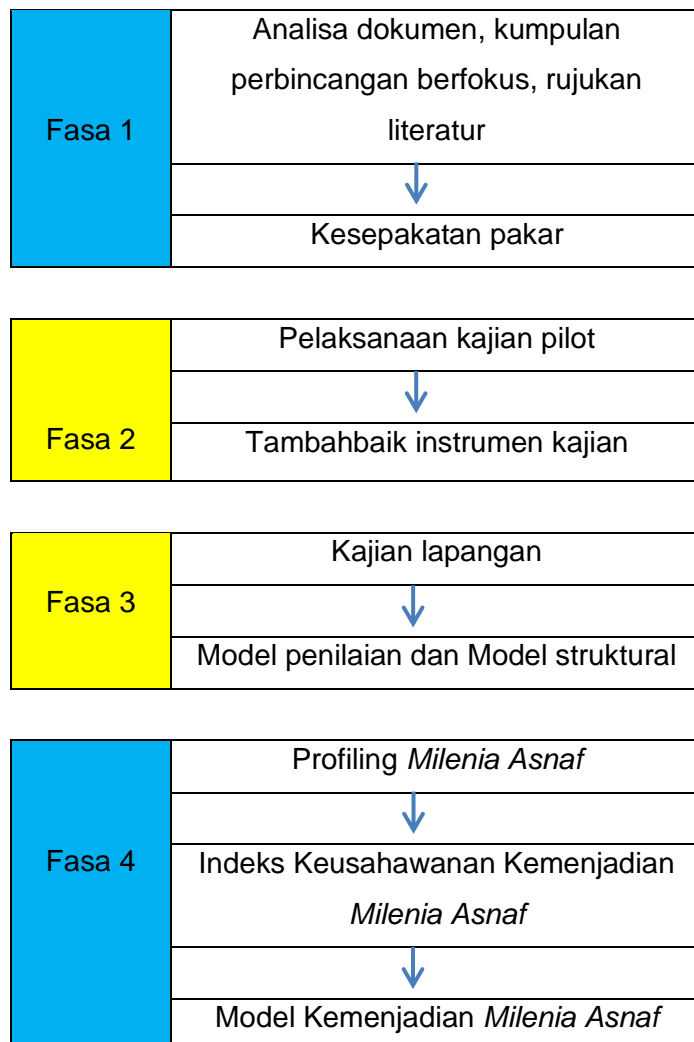 Fasa 1
Analisa dokumen, kumpulan
perbincangan berfokus, rujukan
literatur
Kesepakatan pakar
Fasa 2
Pelaksanaan kajian pilot
Tambahbaik instrumen kajian
Fasa 3
Kajian lapangan
Model penilaian dan Model struktural
Fasa 4
Profiling Milenia Asnaf
Indeks Keusahawanan Kemenjadian
Milenia Asnaf
Model Kemenjadian Milenia Asnaf